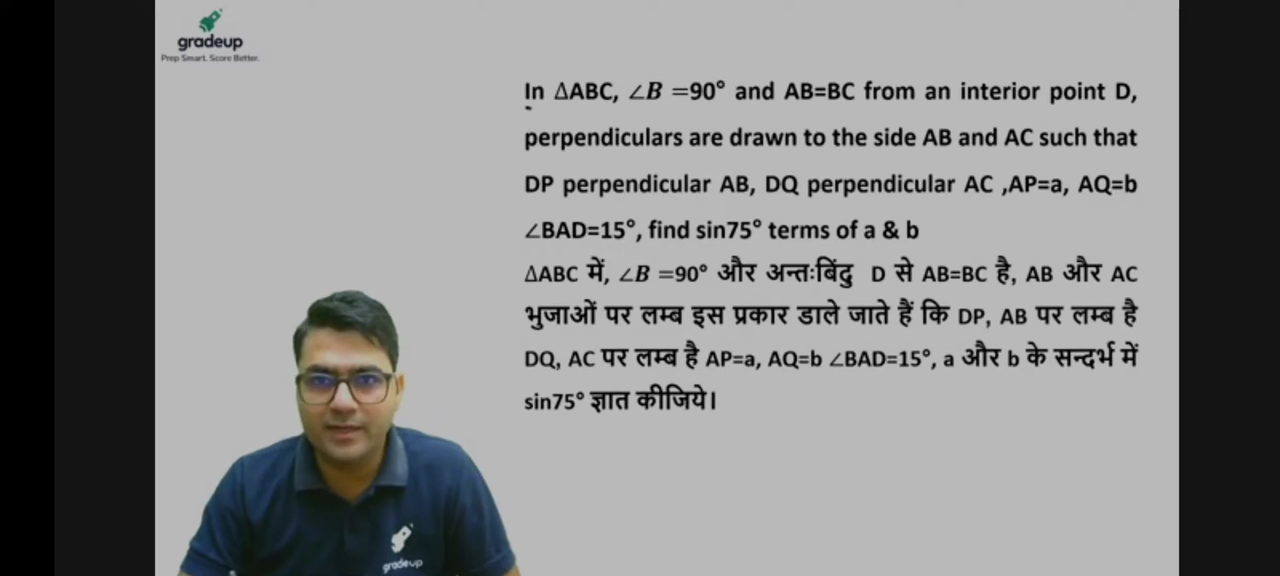 gradeup
Prep Smart. Score Better.
In ΔABC, ∠B =90° and AB=BC from an interior point D,
perpendiculars are drawn to the side AB and AC such that
DP perpendicular AB, DQ perpendicular AC ,AP=a, AQ=b
∠BAD=15°, find sin75° terms of a & b
ΔABC में, ∠B =90° और अन्तःबिंदु D से AB=BC है, AB और AC
भुजाओं पर लम्ब इस प्रकार डाले जाते हैं कि DP, AB पर लम्ब है
DQ, AC पर लम्ब है AP=a, AQ=b ∠BAD=15°, a और b के सन्दर्भ में
sin75° ज्ञात कीजिये।
gradeup